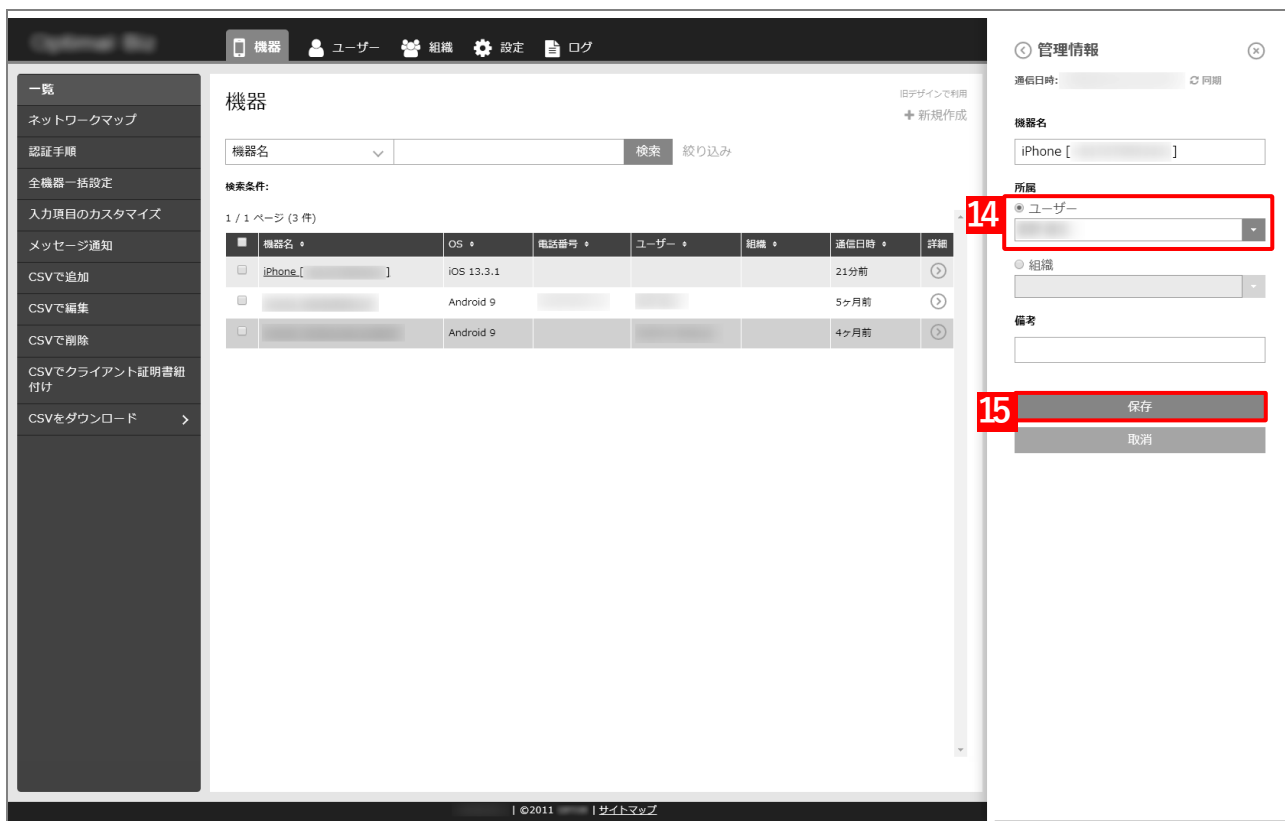 機器
ユーザー
組織
設定
ログ
一覧
ネットワークマップ
認証手順
全機器一括設定
入力項目のカスタマイズ
メッセージ通知
CSVで追加
CSVで編集
CSVで削除
CSVでクライアント証明書紐
付け
CSVをダウンロード
機器
旧デザインで利用
+ 新規作成
機器名
検索
絞り込み
検索条件:
1 / 1 ページ (3 件)
機器名 OS 電話番号 ユーザー 組織 通信日時 詳細
iPhone [ ] iOS 13.3.1 21分前
Android 9 5ヶ月前
Android 9 4ヶ月前
| ©2011 | サイトマップ
管理情報
通信日時: 同期
機器名
iPhone [ ]
所属
14
ユーザー
組織
備考
15
保存
取消